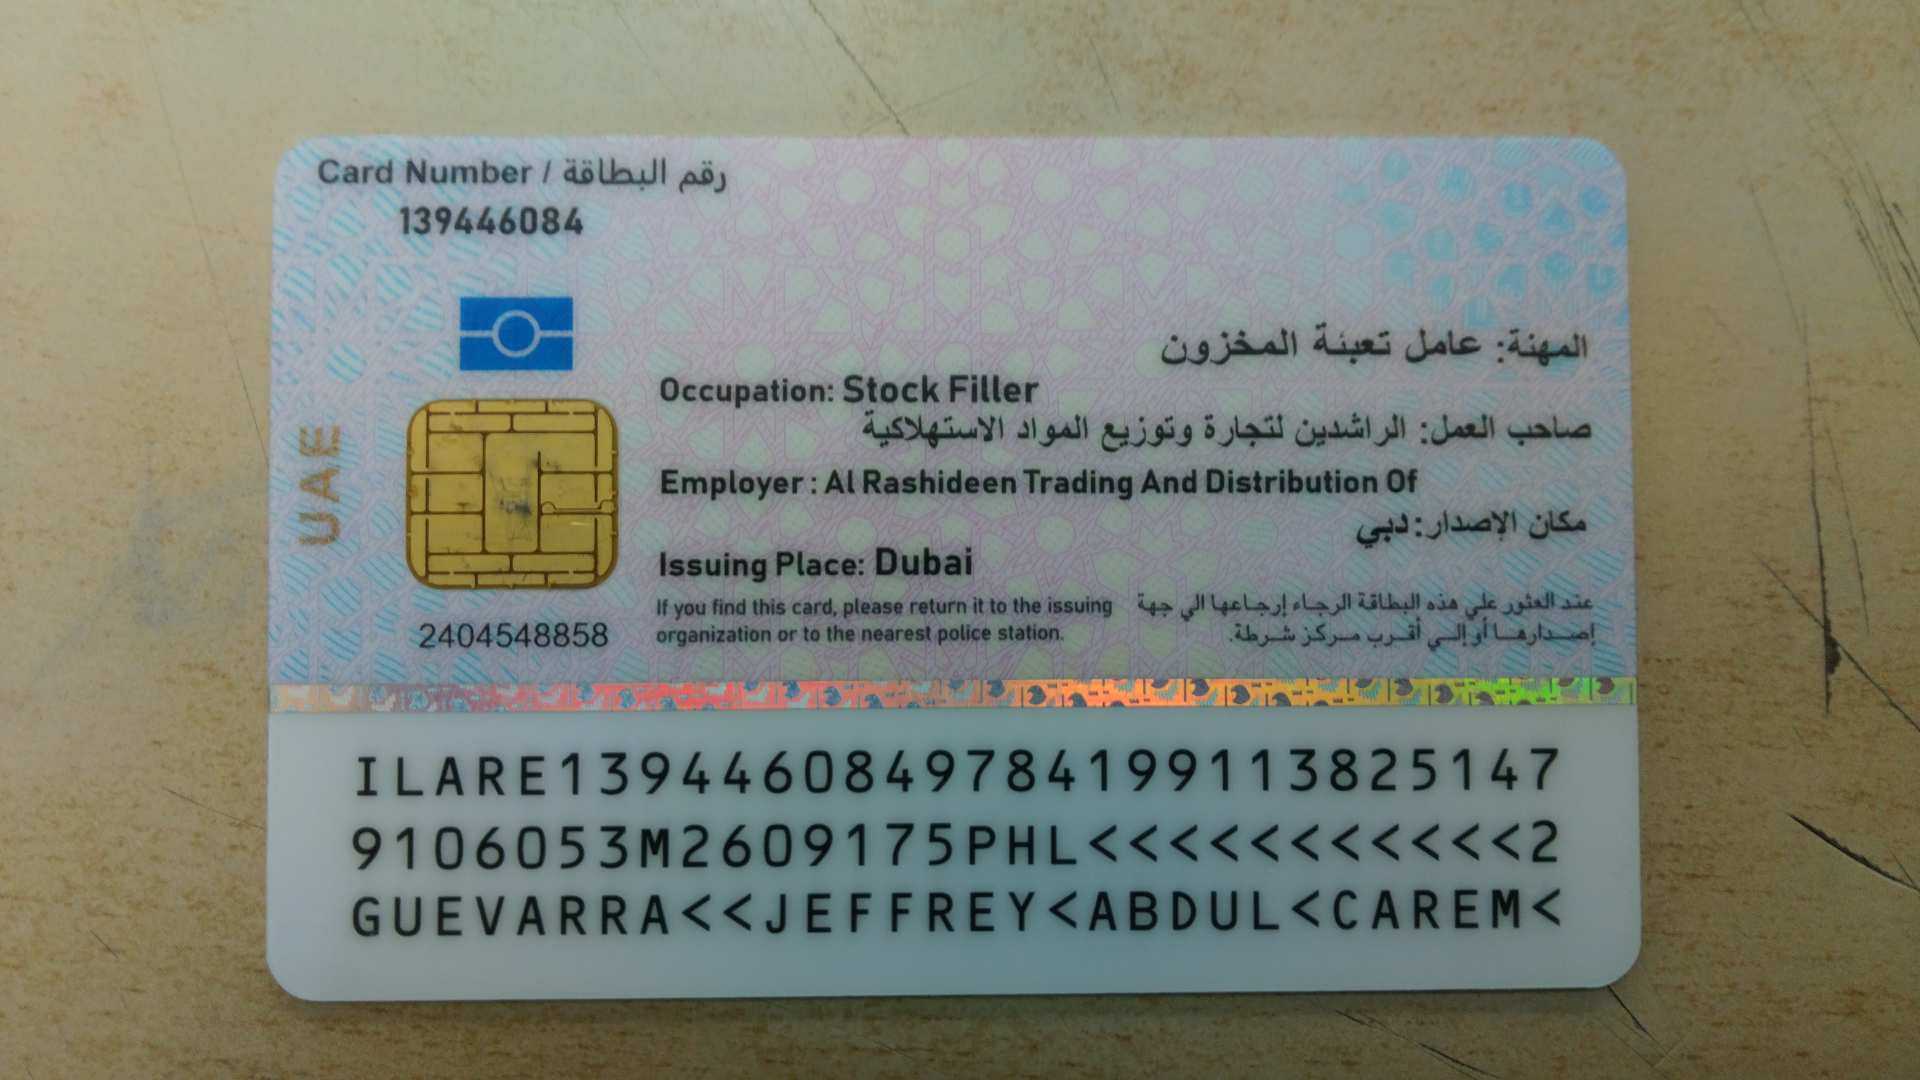 Card Number / رقم البطاقة
139446084
المهنة: عامل تعبئة المخزون
Occupation: Stock Filler
صاحب العمل: الراشدين لتجارة وتوزيع المواد الاستهلاكية
Employer : Al Rashideen Trading And Distribution Of
مكان الإصدار: دبي
Issuing Place: Dubai
UAE
2404548858
If you find this card, please return it to the issuing
organization or to the nearest police station.
عند العثور علي هذه البطاقة الرجاء إرجاعها الي جهة
إصدارها أو إلي أقرب مركز شرطة.
ILARE1394460849784199113825147
9106053M2609175PHL<<<<<<<<<<<2
GUEVARRA<<JEFFREY<ABDUL<CAREM<